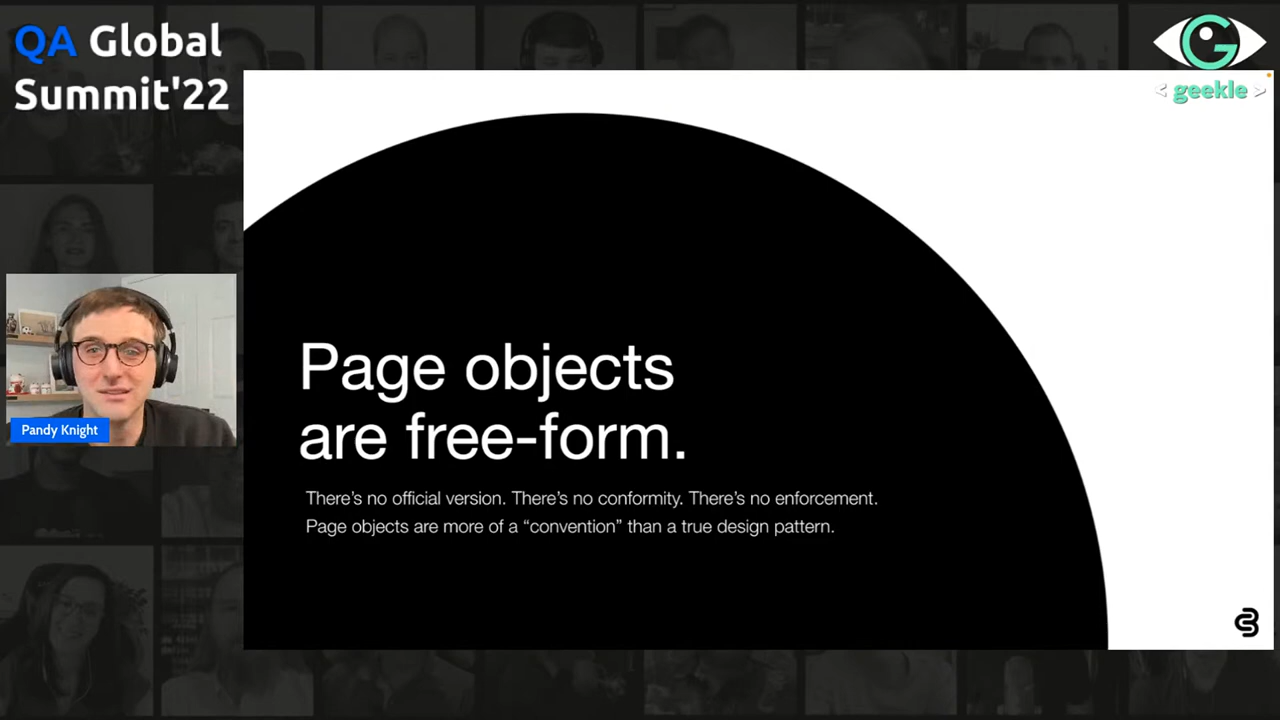 QA Global
Summit'22
G
< geekle >
Page objects
are free-form.
There’s no official version. There’s no conformity. There’s no enforcement.
Page objects are more of a “convention” than a true design pattern.
Pandy Knight